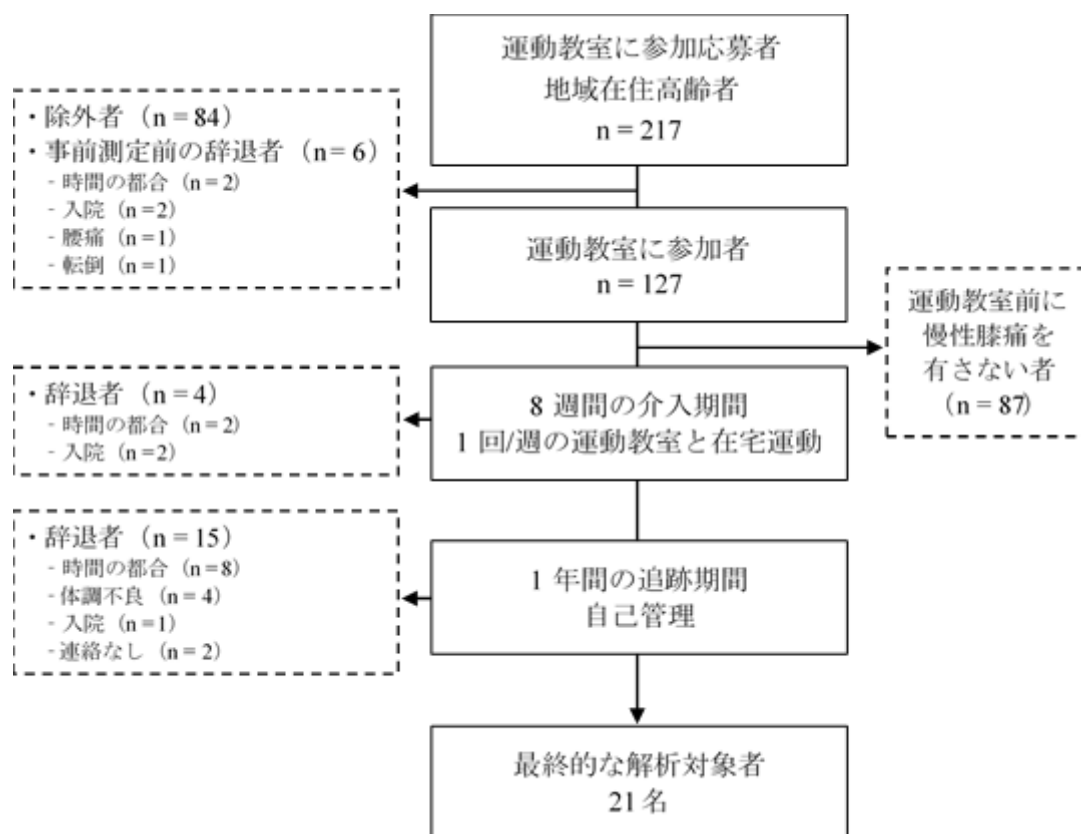 運動教室に参加応募者
地域在住高齢者
n = 217
・除外者（n = 84）
・事前測定前の辞退者（n= 6）
- 時間の都合（n=2）
- 入院（n=2）
- 腰痛（n=1）
- 転倒（n=1）
運動教室に参加者
n = 127
運動教室前に
慢性膝痛を
有さない者
(n = 87)
・辞退者（n = 4）
- 時間の都合（n=2）
- 入院（n=2）
8 週間の介入期間
1 回/週の運動教室と在宅運動
・辞退者（n = 15）
- 時間の都合（n=8）
- 体調不良（n = 4）
- 入院（n=1）
- 連絡なし（n = 2）
1 年間の追跡期間
自己管理
最終的な解析対象者
21 名